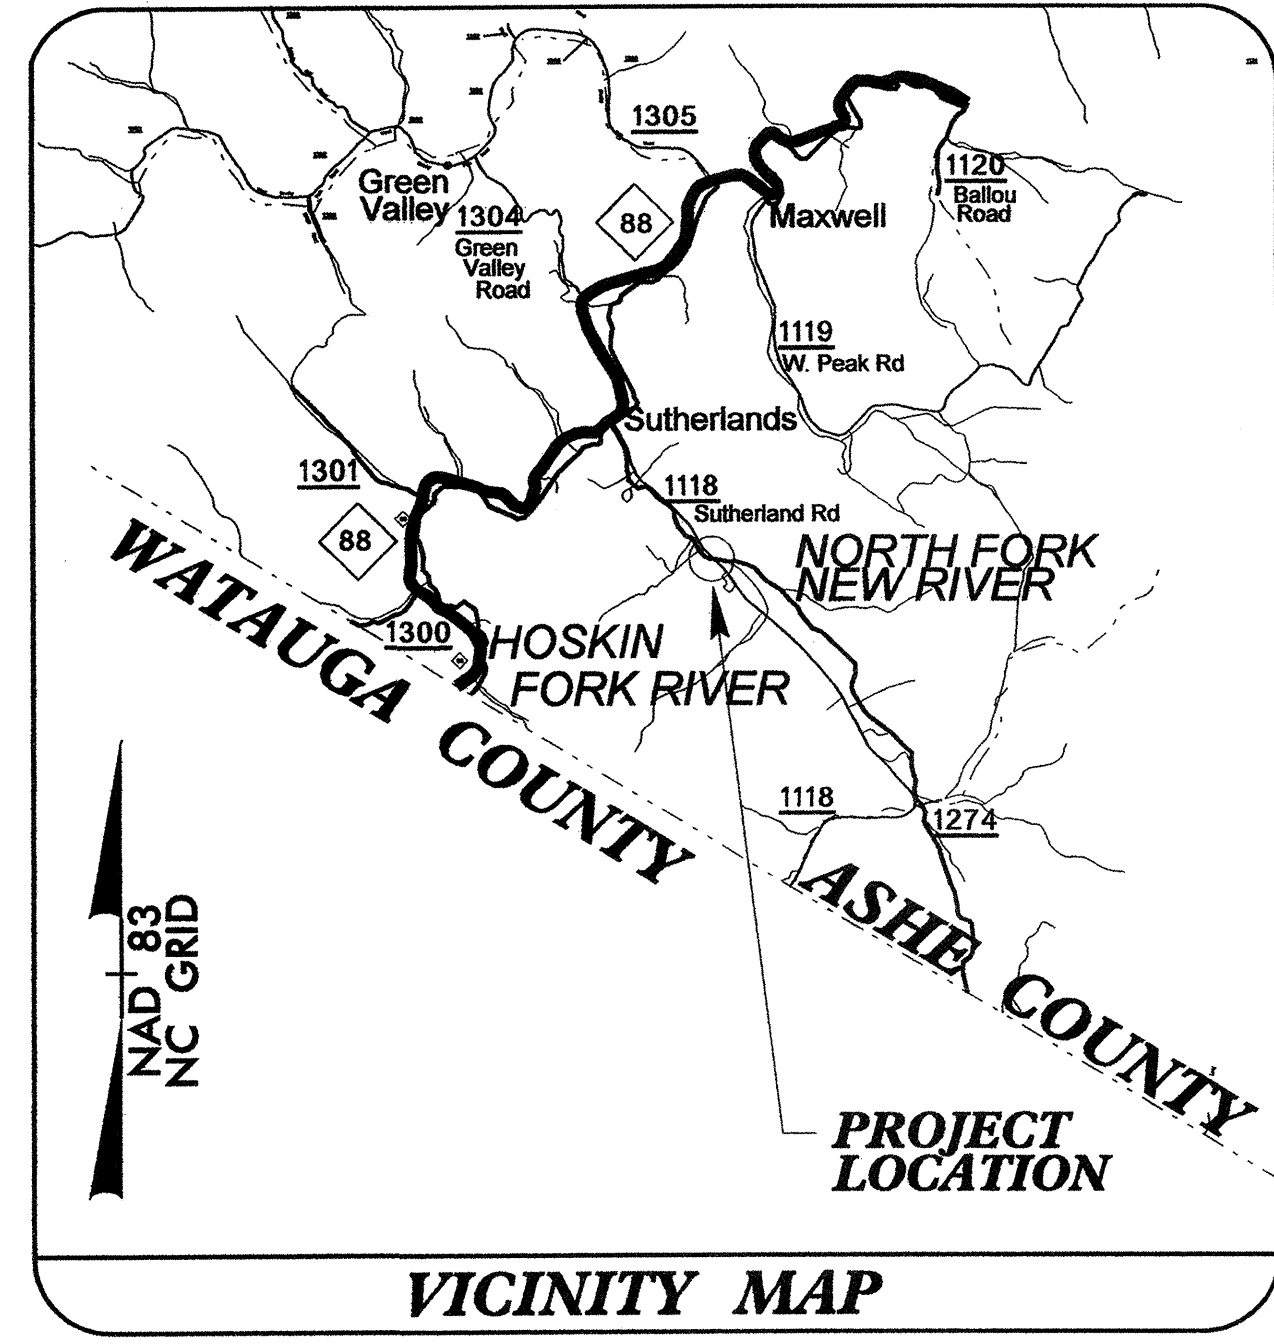 1305
Green
Valley
1304
Green
Valley
Road
88
Maxwell
1120
Ballou
Road
1119
W. Peak Rd
Sutherlands
1301
1118
Sutherland Rd
88
NORTH FORK
NEW RIVER
1300
HOSKIN
FORK RIVER
WATAUGA COUNTY
1118
1274
ASHE COUNTY
NAD 83
NC GRID
PROJECT
LOCATION
VICINITY MAP